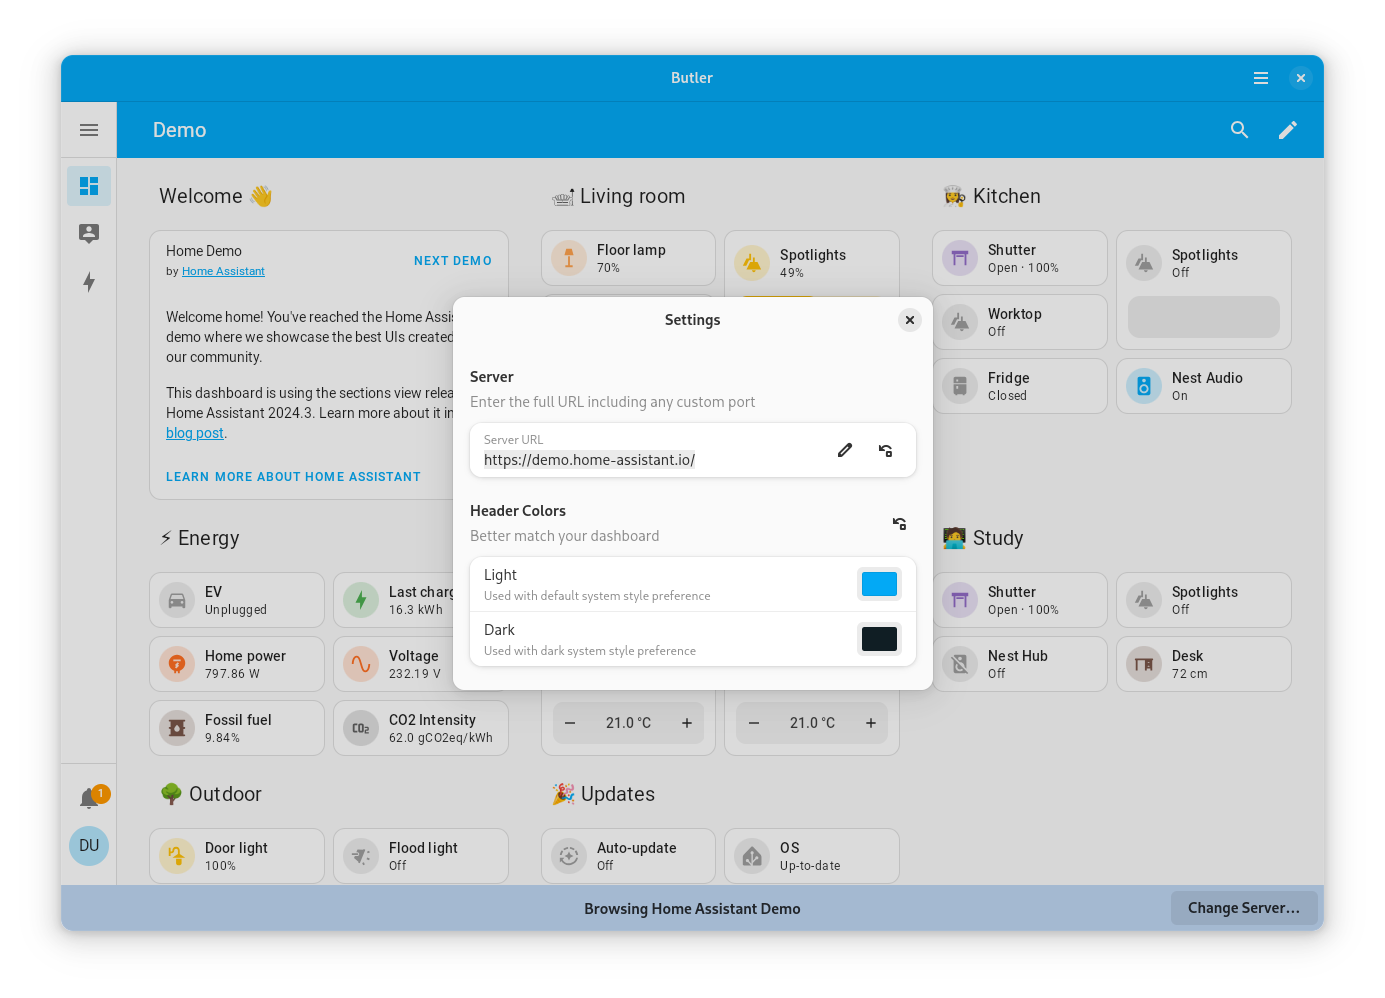 Butler
Demo
Welcome 👋
Home Demo
by Home Assistant
NEXT DEMO
Welcome home! You've reached the Home Assis
demo where we showcase the best UIs created
our community.
This dashboard is using the sections view relea
Home Assistant 2024.3. Learn more about it in
blog post.
LEARN MORE ABOUT HOME ASSISTANT
Living room
Floor lamp
70%
Spotlights
49%
Kitchen
Shutter
Open · 100%
Spotlights
Off
Worktop
Off
Fridge
Closed
Nest Audio
On
Settings
Server
Enter the full URL including any custom port
Server URL
https://demo.home-assistant.io/
Header Colors
Better match your dashboard
Light
Used with default system style preference
Dark
Used with dark system style preference
⚡ Energy
EV
Unplugged
Last charg
16.3 kWh
Home power
797.86 W
Voltage
232.19 V
Fossil fuel
9.84%
CO2
CO2 Intensity
62.0 gCO2eq/kWh
21.0 °C
21.0 °C
Study
Shutter
Open · 100%
Spotlights
Off
Nest Hub
Off
Desk
72 cm
1
DU
Outdoor
Door light
100%
Flood light
Off
Updates
Auto-update
Off
OS
Up-to-date
Browsing Home Assistant Demo
Change Server...